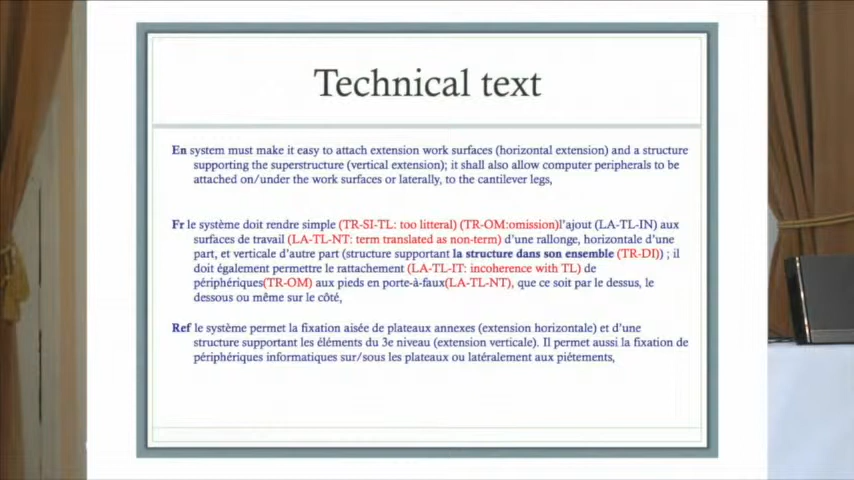 Technical text
En system must make it easy to attach extension work surfaces (horizontal extension) and a structure
supporting the superstructure (vertical extension); it shall also allow computer peripherals to be
attached on/under the work surfaces or laterally, to the cantilever legs,
Fr le système doit rendre simple (TR-SI-TL: too litteral) (TR-OM:omission)l'ajout (LA-TL-IN) aux
surfaces de travail (LA-TL-NT: term translated as non-term) d'une rallonge, horizontale d'une
part, et verticale d'autre part (structure supportant la structure dans son ensemble (TR-DI)) ; il
doit également permettre le rattachement (LA-TL-IT: incoherence with TL) de
périphériques(TR-OM) aux pieds en porte-à-faux(LA-TL-NT), que ce soit par le dessus, le
dessous ou même sur le côté,
Ref le système permet la fixation aisée de plateaux annexes (extension horizontale) et d'une
structure supportant les éléments du 3e niveau (extension verticale). Il permet aussi la fixation de
périphériques informatiques sur/sous les plateaux ou latéralement aux piétements,